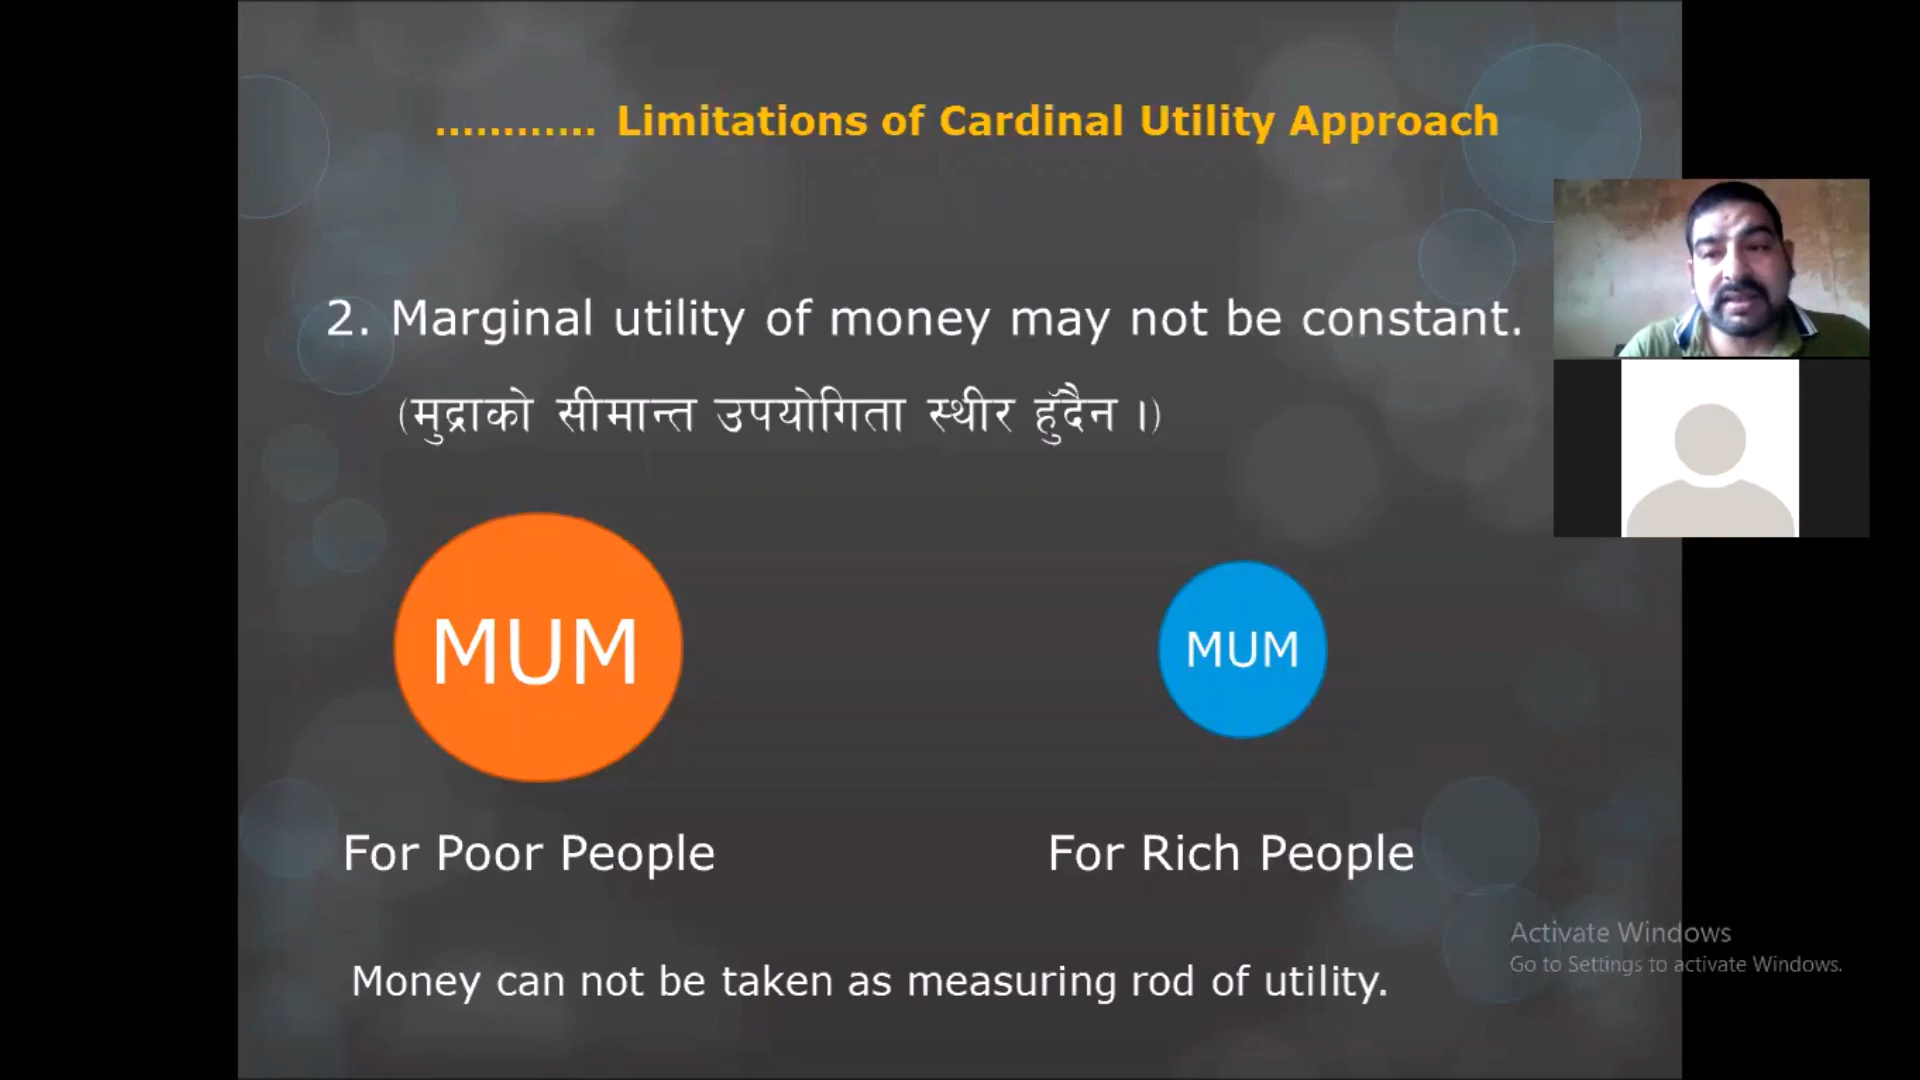 ............ Limitations of Cardinal Utility Approach
2. Marginal utility of money may not be constant.
(मुद्राको सीमान्त उपयोगिता स्थीर हुँदैन ।)
MUM
MUM
For Poor People
For Rich People
Money can not be taken as measuring rod of utility.
Activate Windows
Go to Settings to activate Windows.